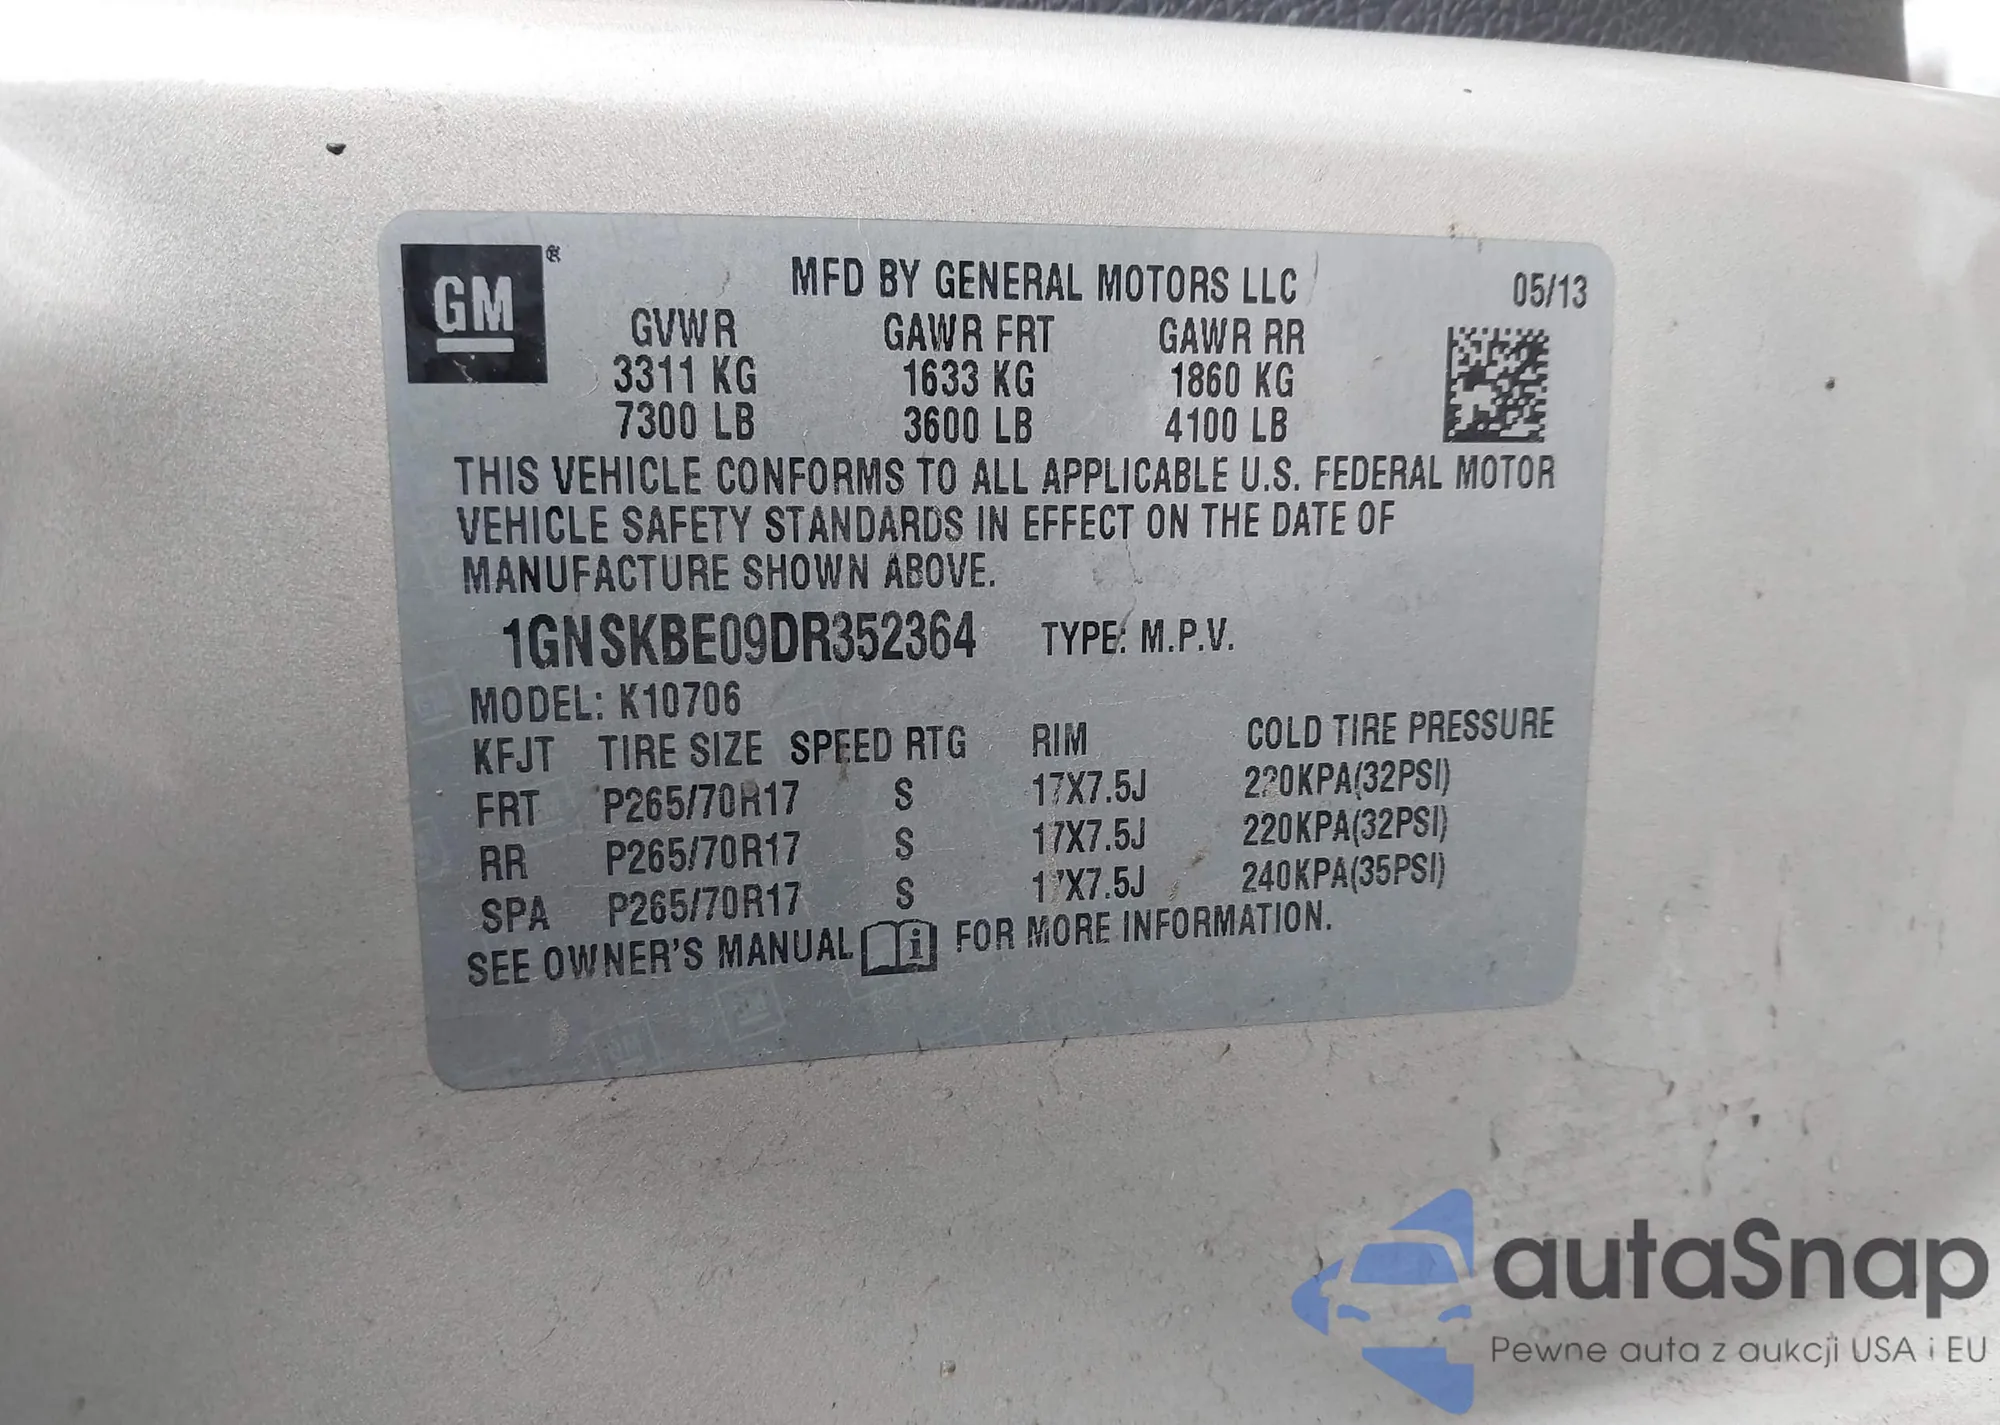 GM®
MFD BY GENERAL MOTORS LLC 05/13
GVWR GAWR FRT GAWR RR
3311 KG 1633 KG 1860 KG
7300 LB 3600 LB 4100 LB
THIS VEHICLE CONFORMS TO ALL APPLICABLE U.S. FEDERAL MOTOR
VEHICLE SAFETY STANDARDS IN EFFECT ON THE DATE OF
MANUFACTURE SHOWN ABOVE.
1GNSKBE09DR352364 TYPE: M.P.V.
MODEL: K10706
KFJT TIRE SIZE SPEED RTG RIM COLD TIRE PRESSURE
FRT P265/70R17 S 17X7.5J 220KPA(32PSI)
RR P265/70R17 S 17X7.5J 220KPA(32PSI)
SPA P265/70R17 S 17X7.5J 240KPA(35PSI)
SEE OWNER'S MANUAL i FOR MORE INFORMATION.
autaSnap
Pewne auta z aukcji USA i EU